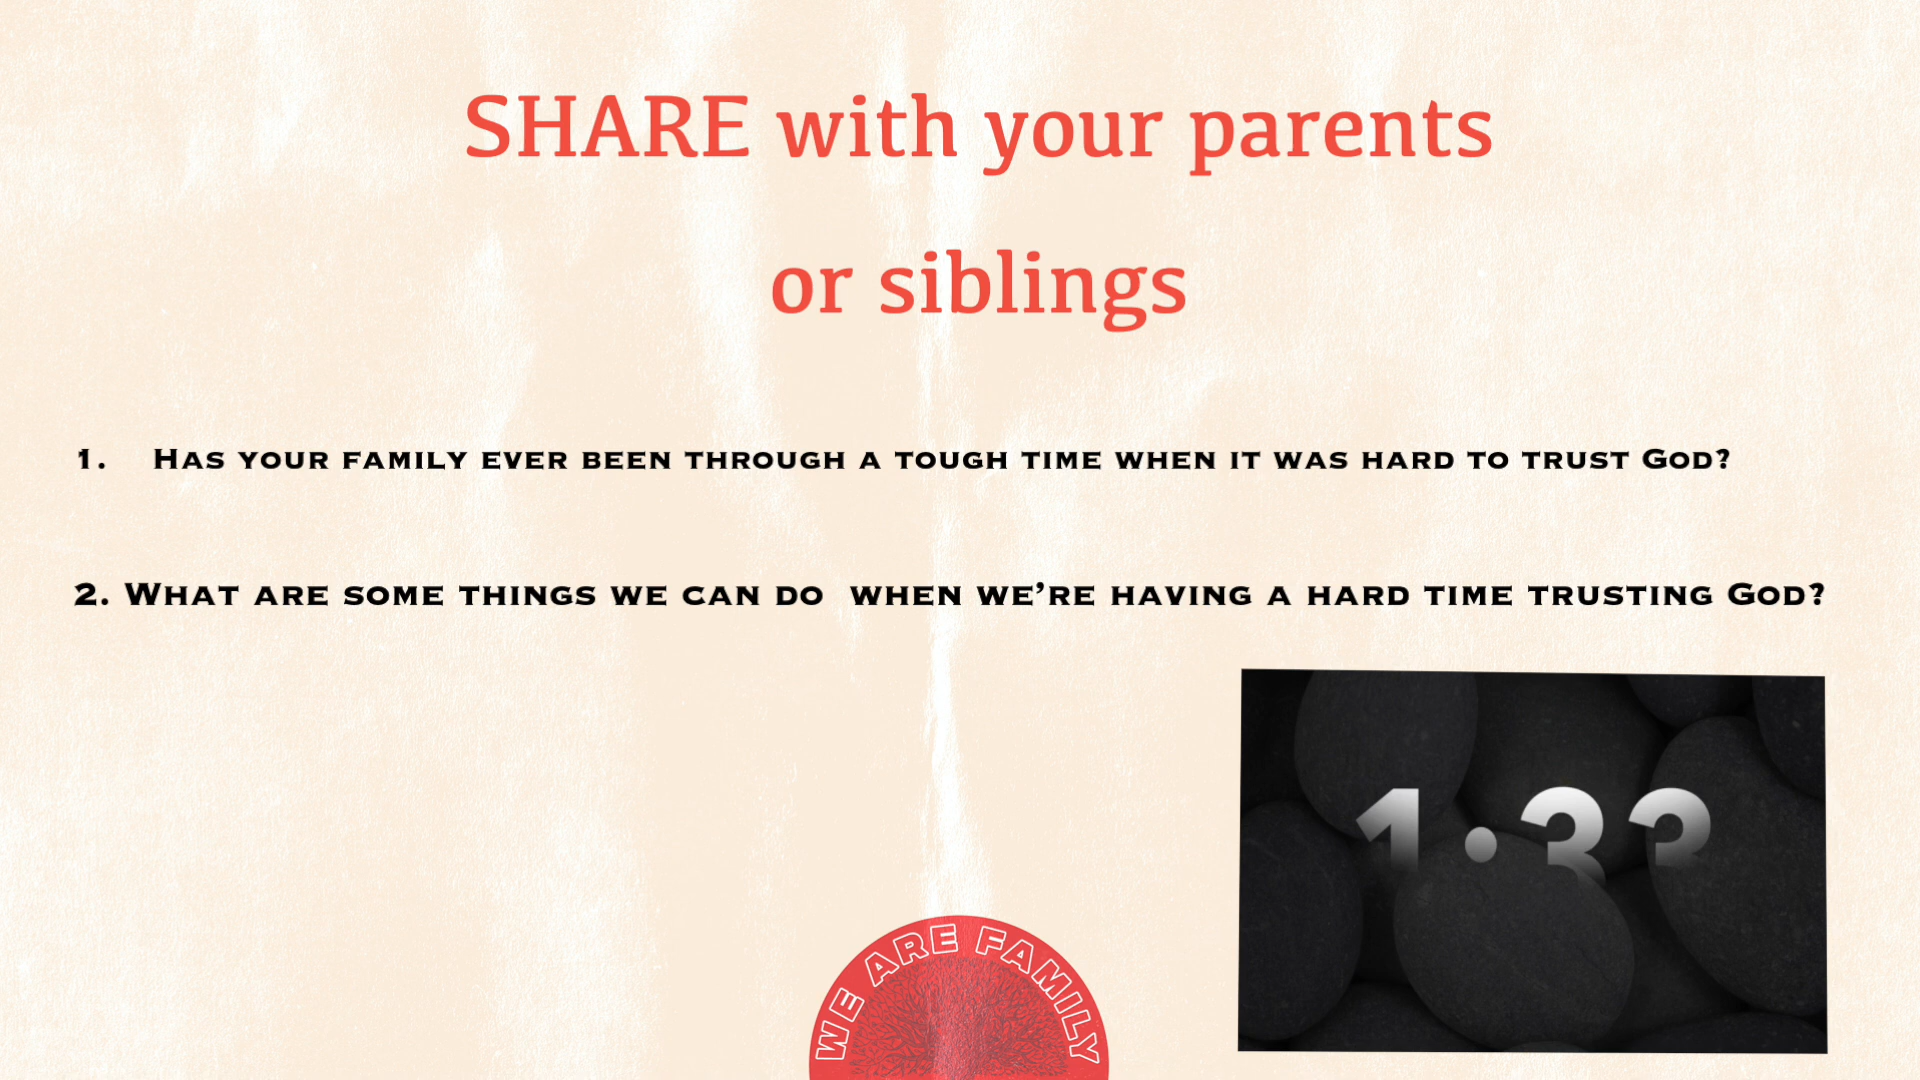 SHARE with your parents
or siblings
1. Has your family ever been through a tough time when it was hard to trust God?
2. What are some things we can do when we're having a hard time trusting God?
WE ARE FAMILY